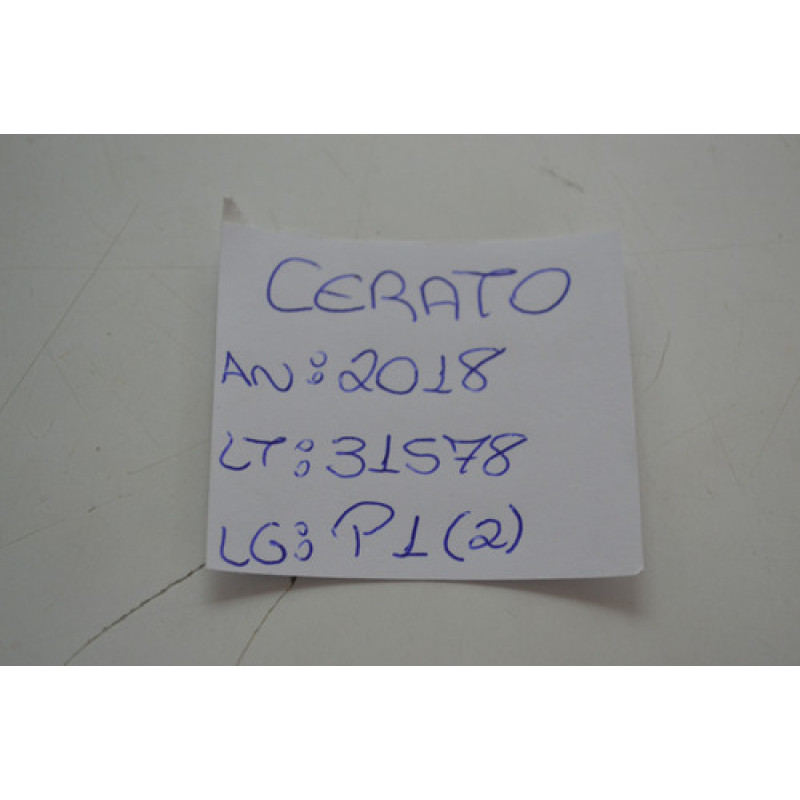 CERATO
AN: 2018
LT: 31578
LG: P1(2)